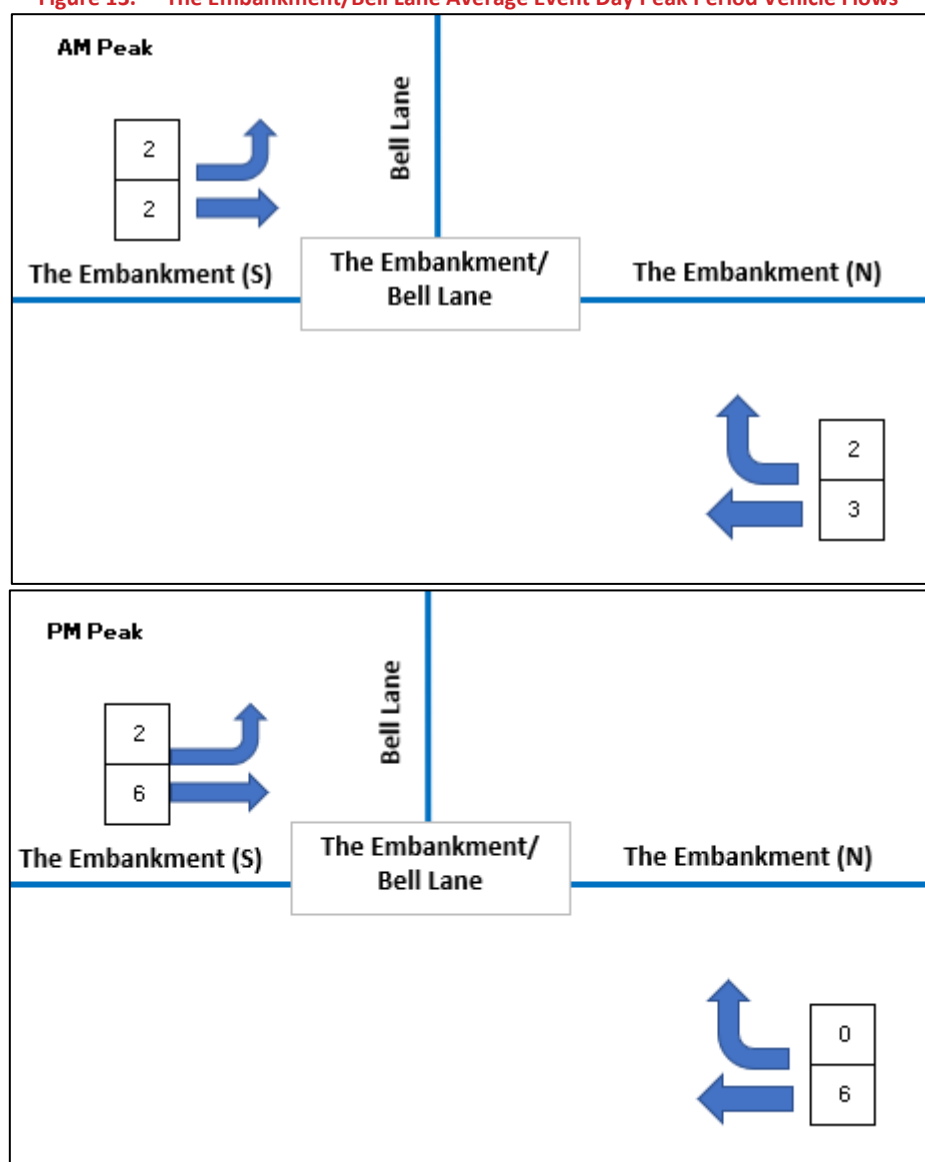 Figure 13. The Embankment/Bell Lane Average Event Day Peak Period Vehicle Flows
AM Peak
Bell Lane
2
2
The Embankment (S)
The Embankment/
Bell Lane
The Embankment (N)
2
3
PM Peak
Bell Lane
2
6
The Embankment (S)
The Embankment/
Bell Lane
The Embankment (N)
0
6